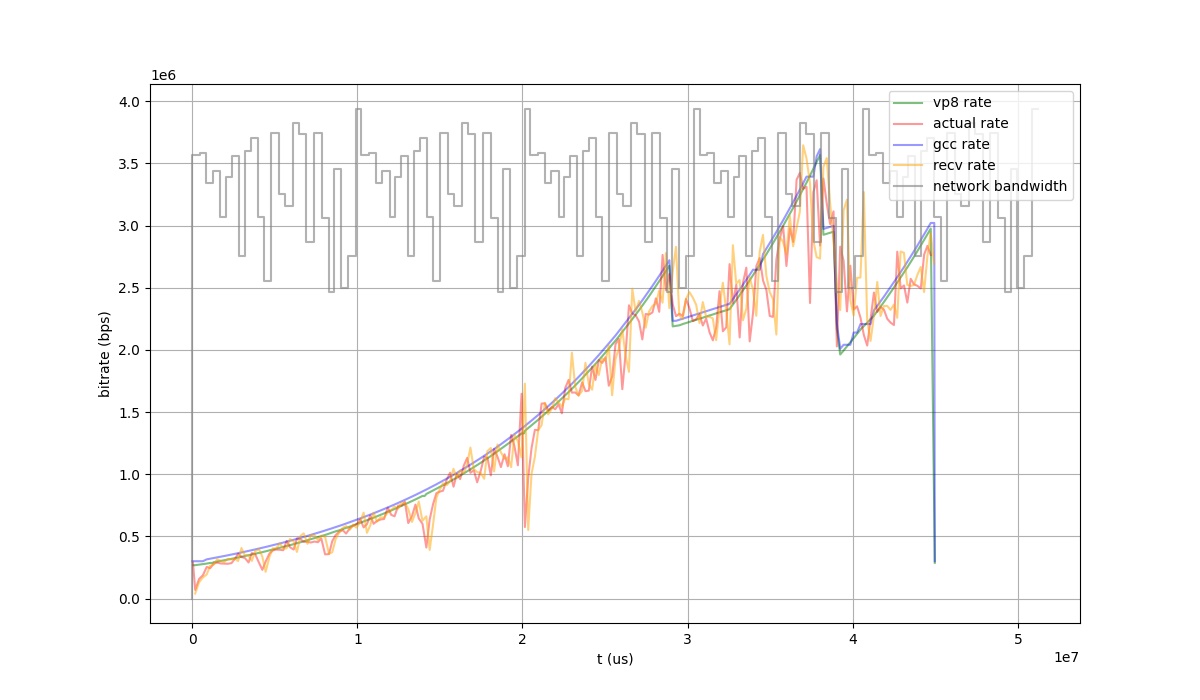 1e6
4.0
3.5
3.0
2.5
2.0
1.5
1.0
0.5
0.0
bitrate (bps)
vp8 rate
actual rate
gcc rate
recv rate
network bandwidth
0
1
2
3
4
5
t (us)
1e7